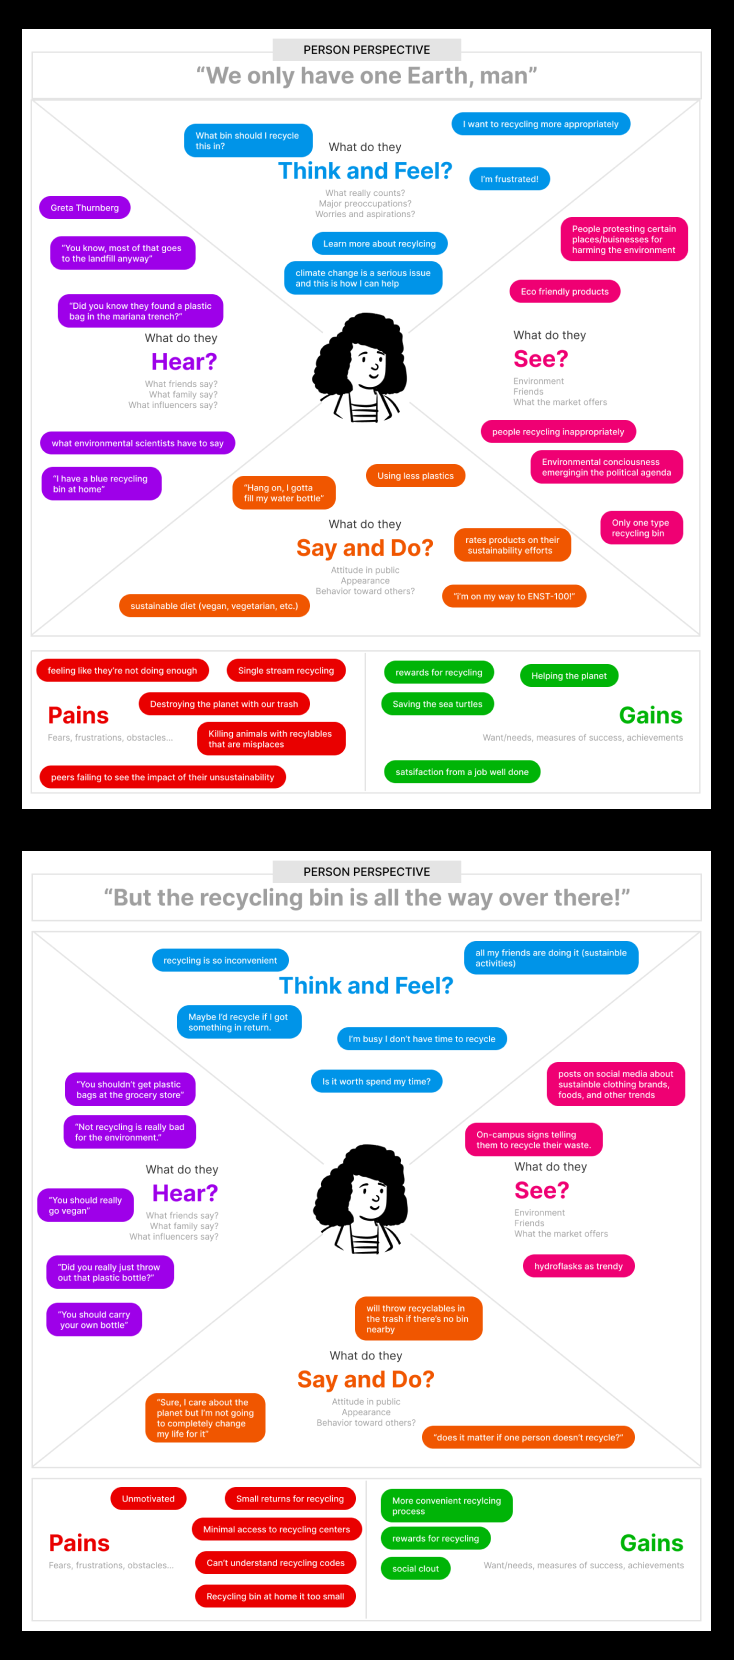 PERSON PERSPECTIVE
“We only have one Earth, man”
What bin should I recycle
this in?
I want to recycling more appropriately
What do they
Think and Feel?
I'm frustrated!
What really counts?
Major preoccupations?
Worries and aspirations?
Learn more about recylcing
climate change is a serious issue
and this is how I can help
Greta Thurnberg
“You know, most of that goes
to the landfill anyway”
“Did you know they found a plastic
bag in the mariana trench?”
What do they
Hear?
What friends say?
What family say?
What influencers say?
what environmental scientists have to say
“I have a blue recycling
bin at home”
People protesting certain
places/buisnesses for
harming the environment
Eco friendly products
What do they
See?
Environment
Friends
What the market offers
people recycling inappropriately
Environmental conciousness
emergingin the political agenda
Only one type
recycling bin
Using less plastics
“Hang on, I gotta
fill my water bottle”
What do they
Say and Do?
Attitude in public
Appearance
Behavior toward others?
rates products on their
sustainability efforts
“I'm on my way to ENST-100!”
sustainable diet (vegan, vegetarian, etc.)
feeling like they're not doing enough
Single stream recycling
Destroying the planet with our trash
Pains
Fears, frustrations, obstacles...
Killing animals with recylables
that are misplaces
peers failing to see the impact of their unsustainability
rewards for recycling
Helping the planet
Saving the sea turtles
Gains
Want/needs, measures of success, achievements
satsifaction from a job well done
PERSON PERSPECTIVE
“But the recycling bin is all the way over there!”
recycling is so inconvenient
all my friends are doing it (sustainble
activities)
Think and Feel?
Maybe I'd recycle if I got
something in return.
I'm busy I don't have time to recycle
Is it worth spend my time?
“You shouldn't get plastic
bags at the grocery store”
“Not recycling is really bad
for the environment.”
What do they
Hear?
“You should really
go vegan”
What friends say?
What family say?
What influencers say?
“Did you really just throw
out that plastic bottle?”
“You should carry
your own bottle”
posts on social media about
sustainble clothing brands,
foods, and other trends
On-campus signs telling
them to recycle their waste.
What do they
See?
Environment
Friends
What the market offers
hydroflasks as trendy
will throw recyclables in
the trash if there's no bin
nearby
What do they
Say and Do?
Attitude in public
Appearance
Behavior toward others?
“Sure, I care about the
planet but I'm not going
to completely change
my life for it”
“does it matter if one person doesn't recycle?”
Unmotivated
Small returns for recycling
Minimal access to recycling centers
Pains
Fears, frustrations, obstacles...
Can't understand recycling codes
Recycling bin at home it too small
More convenient recylcing
process
rewards for recycling
Gains
Want/needs, measures of success, achievements
social clout